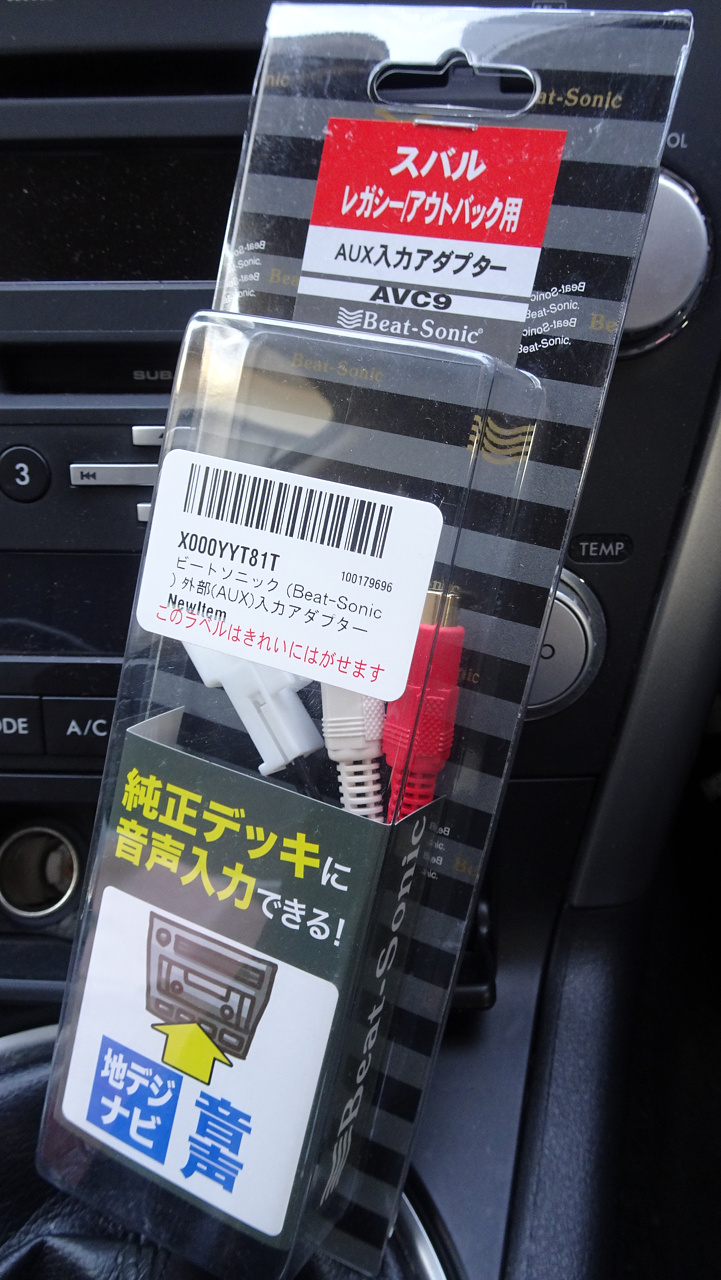 at-Sonic
スバル
レガシー/アウトバック用
AUX入力アダプター
AVC9
Beat-Sonic
Beat-Sonic.
Beat-Sonic.
Beat-Sonic
SUB
3
TEMP
X000YYT81T
100179696
ビートソニック (Beat-Sonic
) 外部(AUX)入力アダプター
NewItem
このラベルはきれいにはがせます
ODE
A/C
純正デッキに
音声入力できる!
地デジ
ナビ
音声
Beat-Sonic